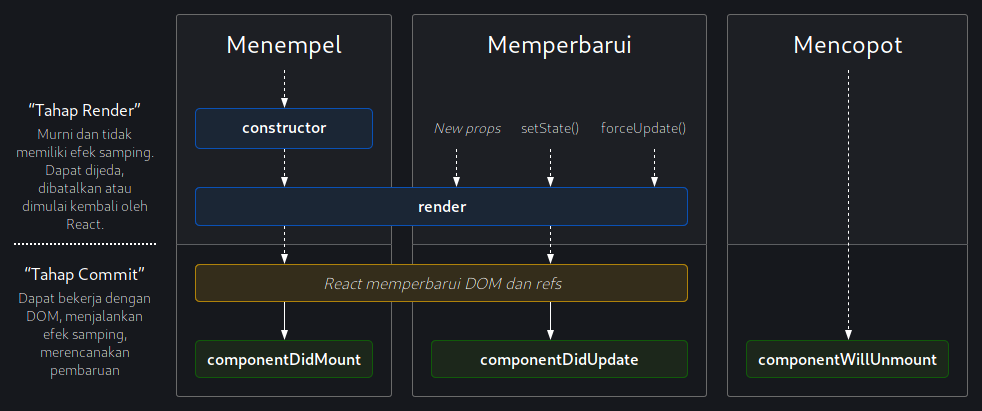 Menempel
Memperbarui
Mencopot
“Tahap Render”
Murni dan tidak
memiliki efek samping.
Dapat dijeda,
dibatalkan atau
dimulai kembali oleh
React.
constructor
New props
setState()
forceUpdate()
render
“Tahap Commit”
Dapat bekerja dengan
DOM, menjalankan
efek samping,
merencanakan
pembaruan
React memperbarui DOM dan refs
componentDidMount
componentDidUpdate
componentWillUnmount